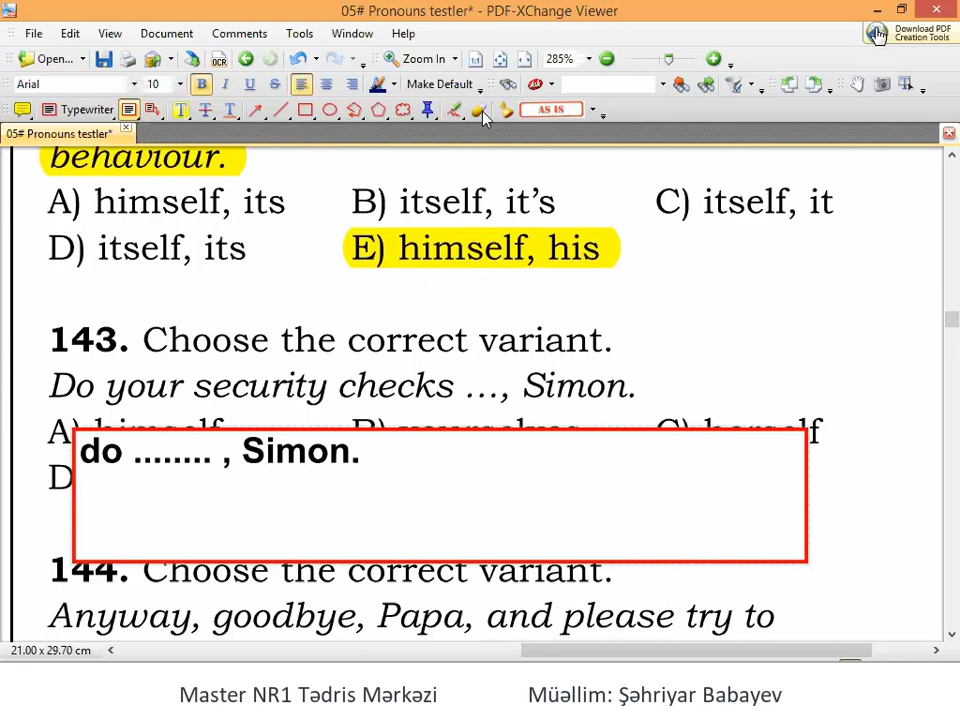 05# Pronouns testler* - PDF-XChange Viewer
File Edit View Document Comments Tools Window Help
Download PDF
Creation Tools
Open... OCR Zoom In 285%
Arial 10 B I U S Make Default
Typewriter T T T AS IS
05# Pronouns testler*
behaviour.
A) himself, its B) itself, it's C) itself, it
D) itself, its E) himself, his
143. Choose the correct variant.
Do your security checks ..., Simon.
A) himself B) yourselves C) herself
D
do ........ , Simon.
144. Choose the correct variant.
Anyway, goodbye, Papa, and please try to
21.00 x 29.70 cm
Master NR1 Tədris Mərkəzi Müəllim: Şəhriyar Babayev